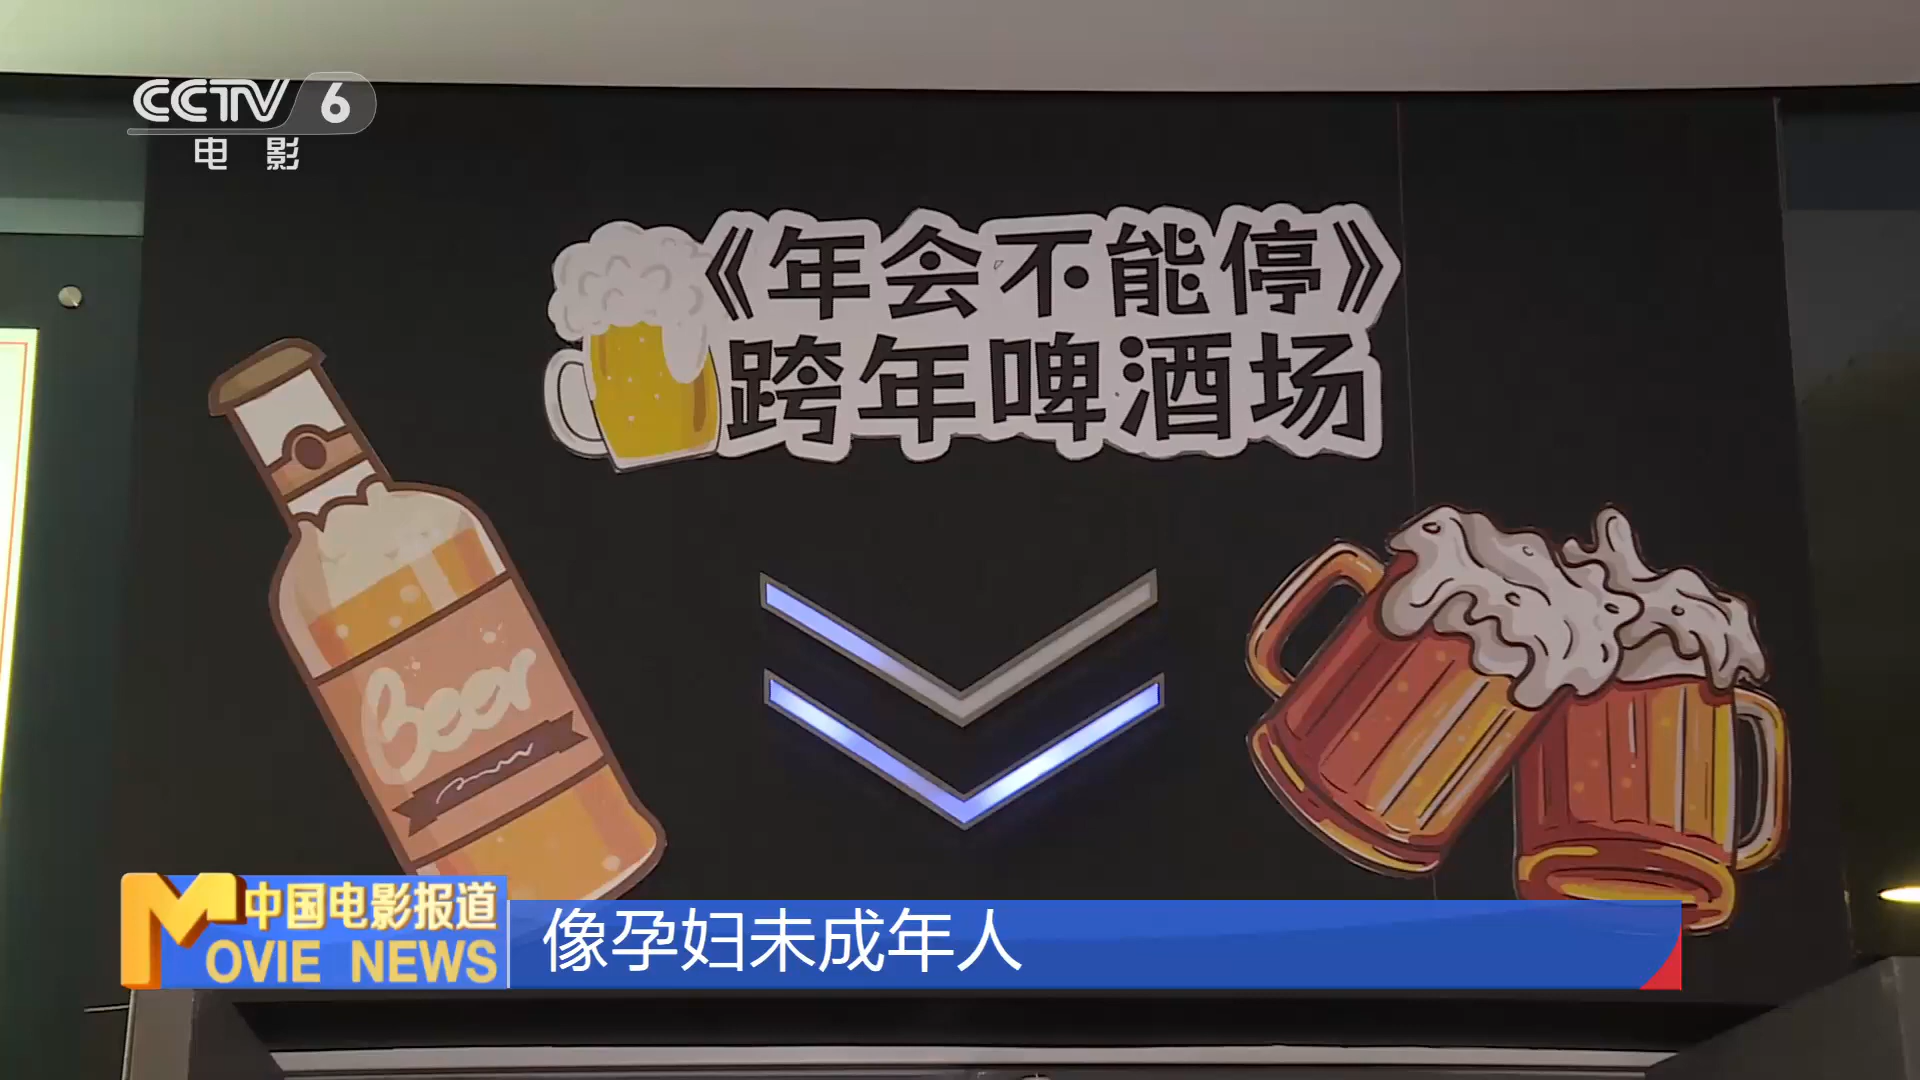 CCTV 6
电影
《年会不能停》
跨年啤酒场
Beer
中国电影报道
MOVIE NEWS
像孕妇未成年人